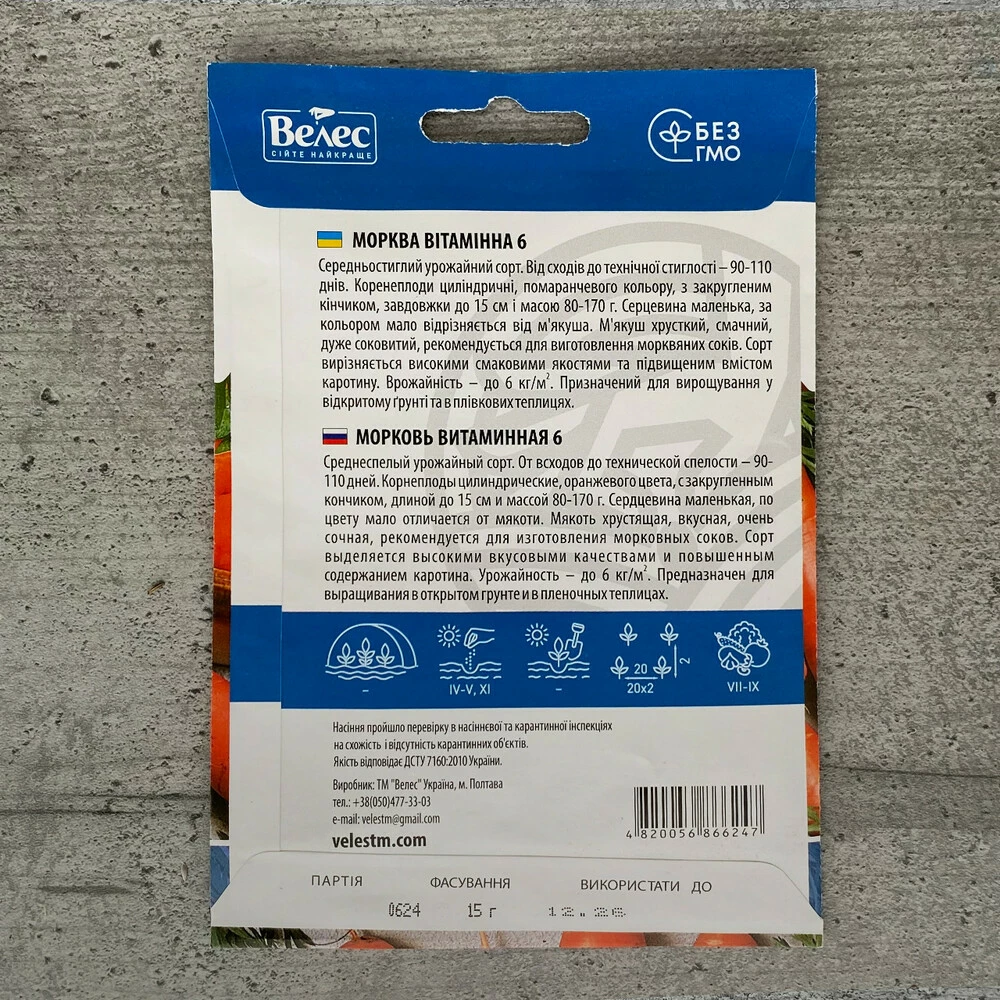 Велес
СІЙТЕ НАЙКРАЩЕ
БЕЗ
ГМО
МОРКВА ВІТАМІННА 6
Середньостиглий урожайний сорт. Від сходів до технічної стиглості – 90-110
днів. Коренеплоди циліндричні, помаранчевого кольору, з закругленим
кінчиком, завдовжки до 15 см і масою 80-170 г. Серцевина маленька, за
кольором мало відрізняється від м'якуша. М'якуш хрусткий, смачний,
дуже соковитий, рекомендується для виготовлення морквяних соків. Сорт
вирізняється високими смаковими якостями та підвищеним вмістом
каротину. Врожайність – до 6 кг/м². Призначений для вирощування у
відкритому ґрунті та в плівкових теплицях.
МОРКОВЬ ВИТАМИННАЯ 6
Среднеспелый урожайный сорт. От всходов до технической спелости – 90-
110 дней. Корнеплоды цилиндрические, оранжевого цвета, с закругленным
кончиком, длиной до 15 см и массой 80-170 г. Сердцевина маленькая, по
цвету мало отличается от мякоти. Мякоть хрустящая, вкусная, очень
сочная, рекомендуется для изготовления морковных соков. Сорт
выделяется высокими вкусовыми качествами и повышенным
содержанием каротина. Урожайность – до 6 кг/м². Предназначен для
выращивания в открытом грунте и в пленочных теплицах.
20
2
– IV-V, XI – 20х2 VII-IX
Насіння пройшло перевірку в насіннєвої та карантинної інспекціях
на схожість і відсутність карантинних об'єктів.
Якість відповідає ДСТУ 7160:2010 України.
Виробник: ТМ "Велес" Україна, м. Полтава
тел.: +38(050)477-33-03
e-mail: velestm@gmail.com
velestm.com
4 820056 866247
ПАРТІЯ ФАСУВАННЯ ВИКОРИСТАТИ ДО
0624 15 г 12.26